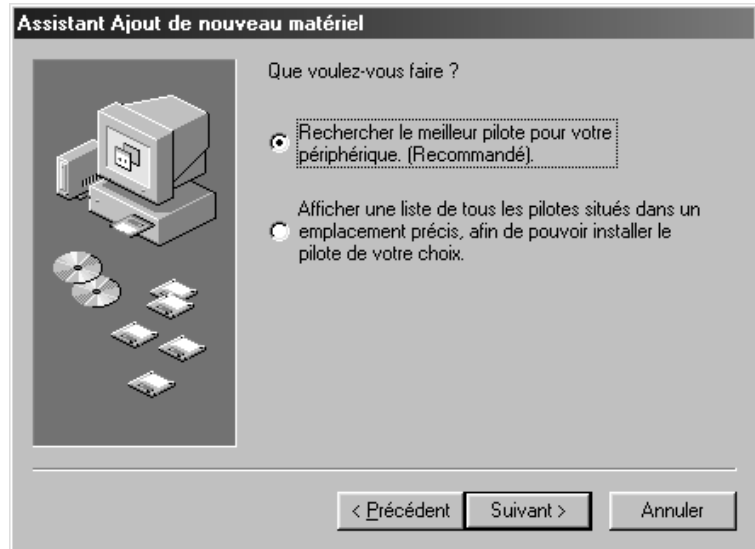 Assistant Ajout de nouveau matériel
Que voulez-vous faire ?
Rechercher le meilleur pilote pour votre
périphérique. (Recommandé).
Afficher une liste de tous les pilotes situés dans un
emplacement précis, afin de pouvoir installer le
pilote de votre choix.
< Précédent
Suivant >
Annuler